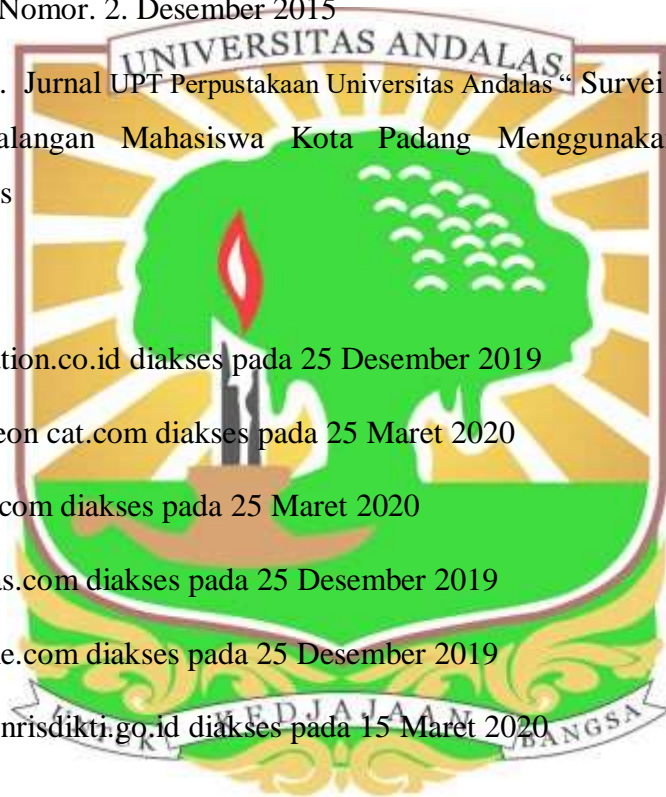 Nomor. 2. Desember 2015
UNIVERSITAS ANDALAS
. Jurnal UPT Perpustakaan Universitas Andalas “ Survei
alangan Mahasiswa Kota Padang Menggunaka
s
tion.co.id diakses pada 25 Desember 2019
eon cat.com diakses pada 25 Maret 2020
.com diakses pada 25 Maret 2020
as.com diakses pada 25 Desember 2019
e.com diakses pada 25 Desember 2019
nrisdikti.go.id diakses pada 15 Maret 2020
UNTUK KEDJAJAAN BANGSA